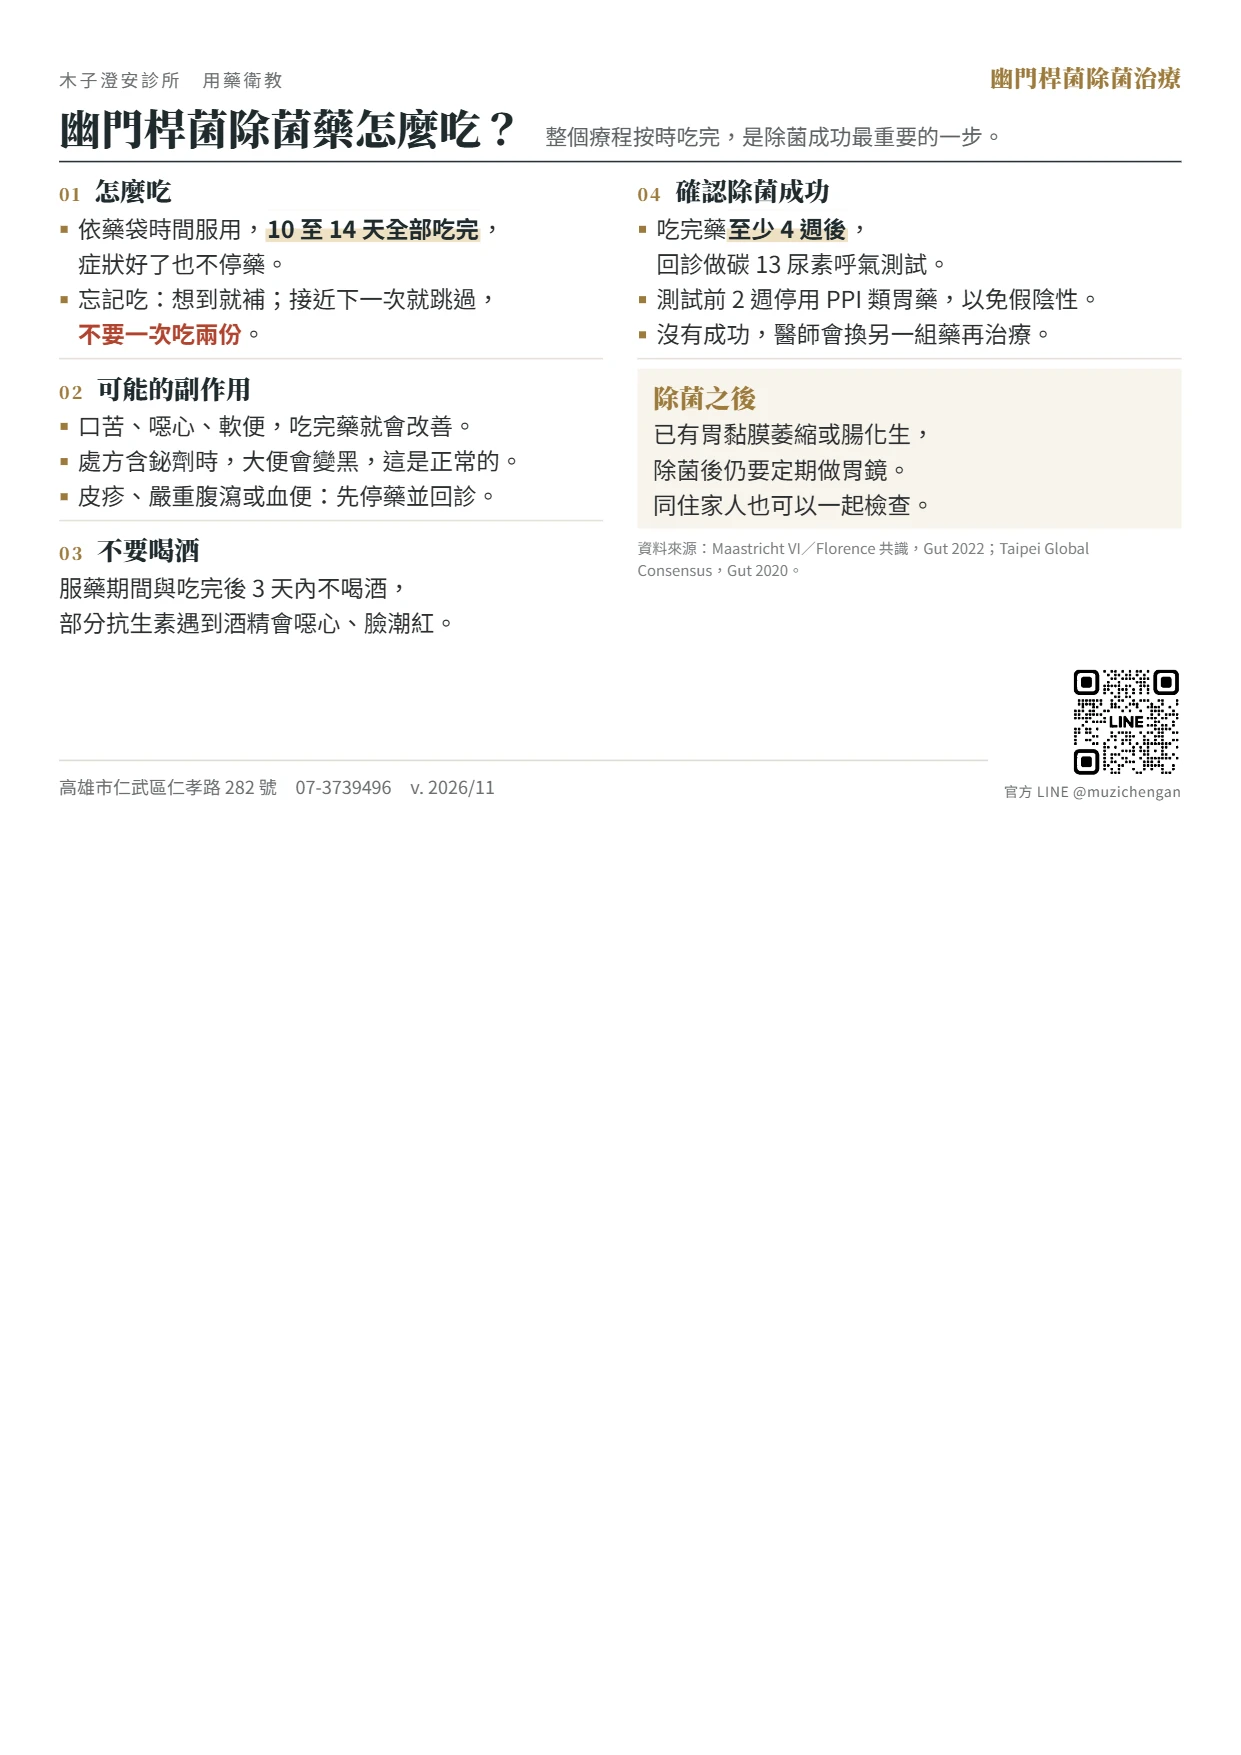 木子澄安診所　用藥衛教
幽門桿菌除菌治療
幽門桿菌除菌藥怎麼吃？　整個療程按時吃完，是除菌成功最重要的一步。
01 怎麼吃
▪ 依藥袋時間服用，10 至 14 天全部吃完，
症狀好了也不停藥。
▪ 忘記吃：想到就補；接近下一次就跳過，
不要一次吃兩份。
02 可能的副作用
▪ 口苦、噁心、軟便，吃完藥就會改善。
▪ 處方含鉍劑時，大便會變黑，這是正常的。
▪ 皮疹、嚴重腹瀉或血便：先停藥並回診。
03 不要喝酒
服藥期間與吃完後 3 天內不喝酒，
部分抗生素遇到酒精會噁心、臉潮紅。
04 確認除菌成功
▪ 吃完藥至少 4 週後，
回診做碳 13 尿素呼氣測試。
▪ 測試前 2 週停用 PPI 類胃藥，以免假陰性。
▪ 沒有成功，醫師會換另一組藥再治療。
除菌之後
已有胃黏膜萎縮或腸化生，
除菌後仍要定期做胃鏡。
同住家人也可以一起檢查。
資料來源：Maastricht VI／Florence 共識，Gut 2022；Taipei Global
Consensus，Gut 2020。
LINE
高雄市仁武區仁孝路 282 號　07-3739496　v. 2026/11
官方 LINE @muzichengan